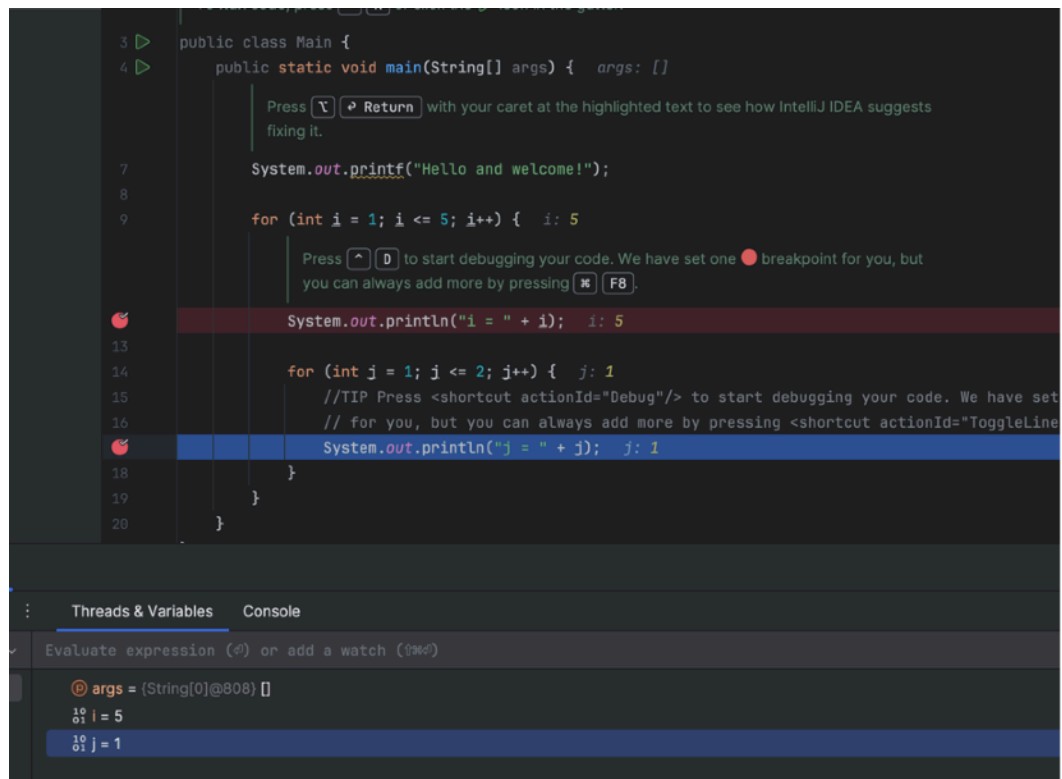 3 public class Main {
4 public static void main(String[] args) { args: []
Press ⌥ ⏎ Return with your caret at the highlighted text to see how IntelliJ IDEA suggests
fixing it.
7 System.out.printf("Hello and welcome!");
8
9 for (int i = 1; i <= 5; i++) { i: 5
Press ^ D to start debugging your code. We have set one breakpoint for you, but
you can always add more by pressing ⌘ F8.
System.out.println("i = " + i); i: 5
13
14 for (int j = 1; j <= 2; j++) { j: 1
15 //TIP Press <shortcut actionId="Debug"/> to start debugging your code. We have set
16 // for you, but you can always add more by pressing <shortcut actionId="ToggleLine
System.out.println("j = " + j); j: 1
18 }
19 }
20 }
Threads & Variables Console
Evaluate expression (⏎) or add a watch (⇧⌘⏎)
args = {String[0]@808} []
i = 5
j = 1